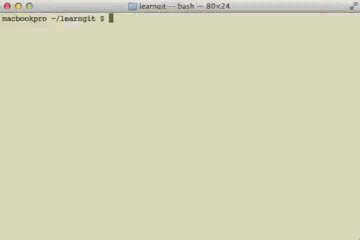 learngit — bash — 80×24
macbookpro ~/learngit $